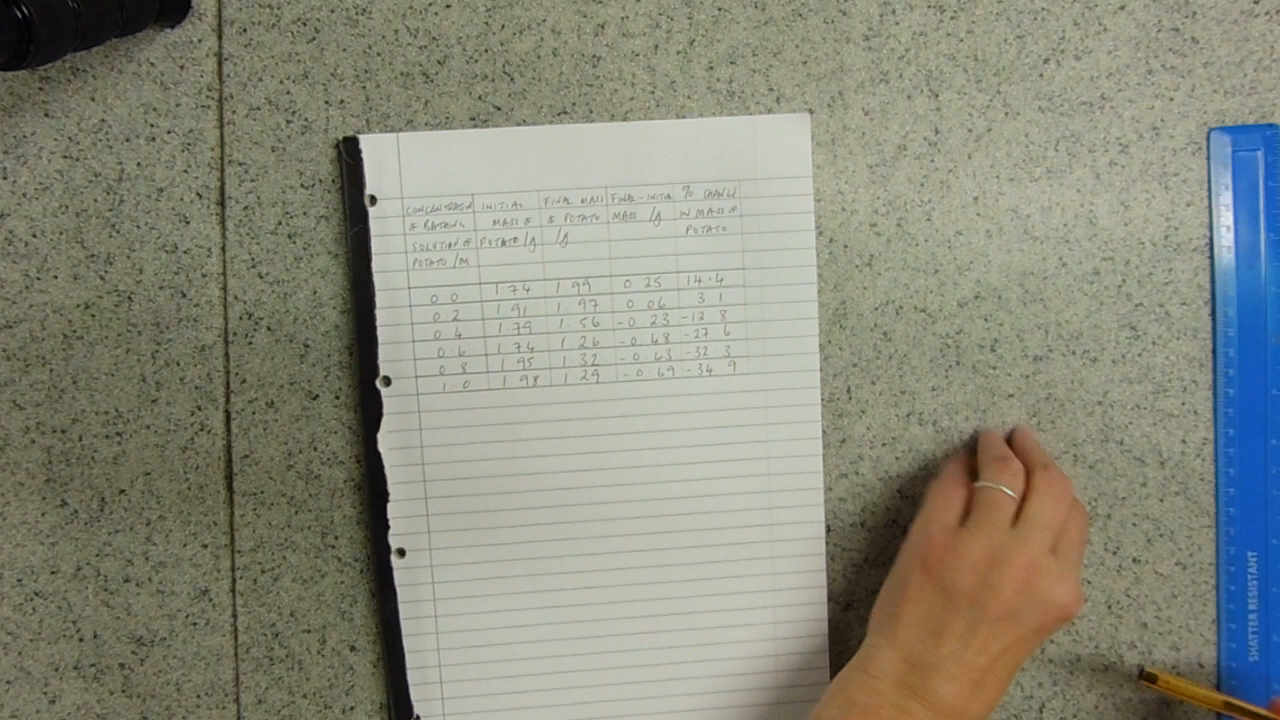 CONCENTRATION INITIAL FINAL MASS FINAL-INITIAL % CHANGE
OF BATHING MASS OF OF POTATO MASS /g IN MASS OF
SOLUTION OF POTATO /g /g POTATO
POTATO /M
0 0 1 74 1 99 0 25 14.4
0 2 1 91 1 97 0 06 3 1
0 4 1.79 1.56 -0 23 -12 8
0 6 1 74 1 26 -0 48 -27 6
0 8 1 95 1 32 -0 63 -32 3
1 0 1 98 1 29 -0 69 -34 9
SHATTER RESISTANT